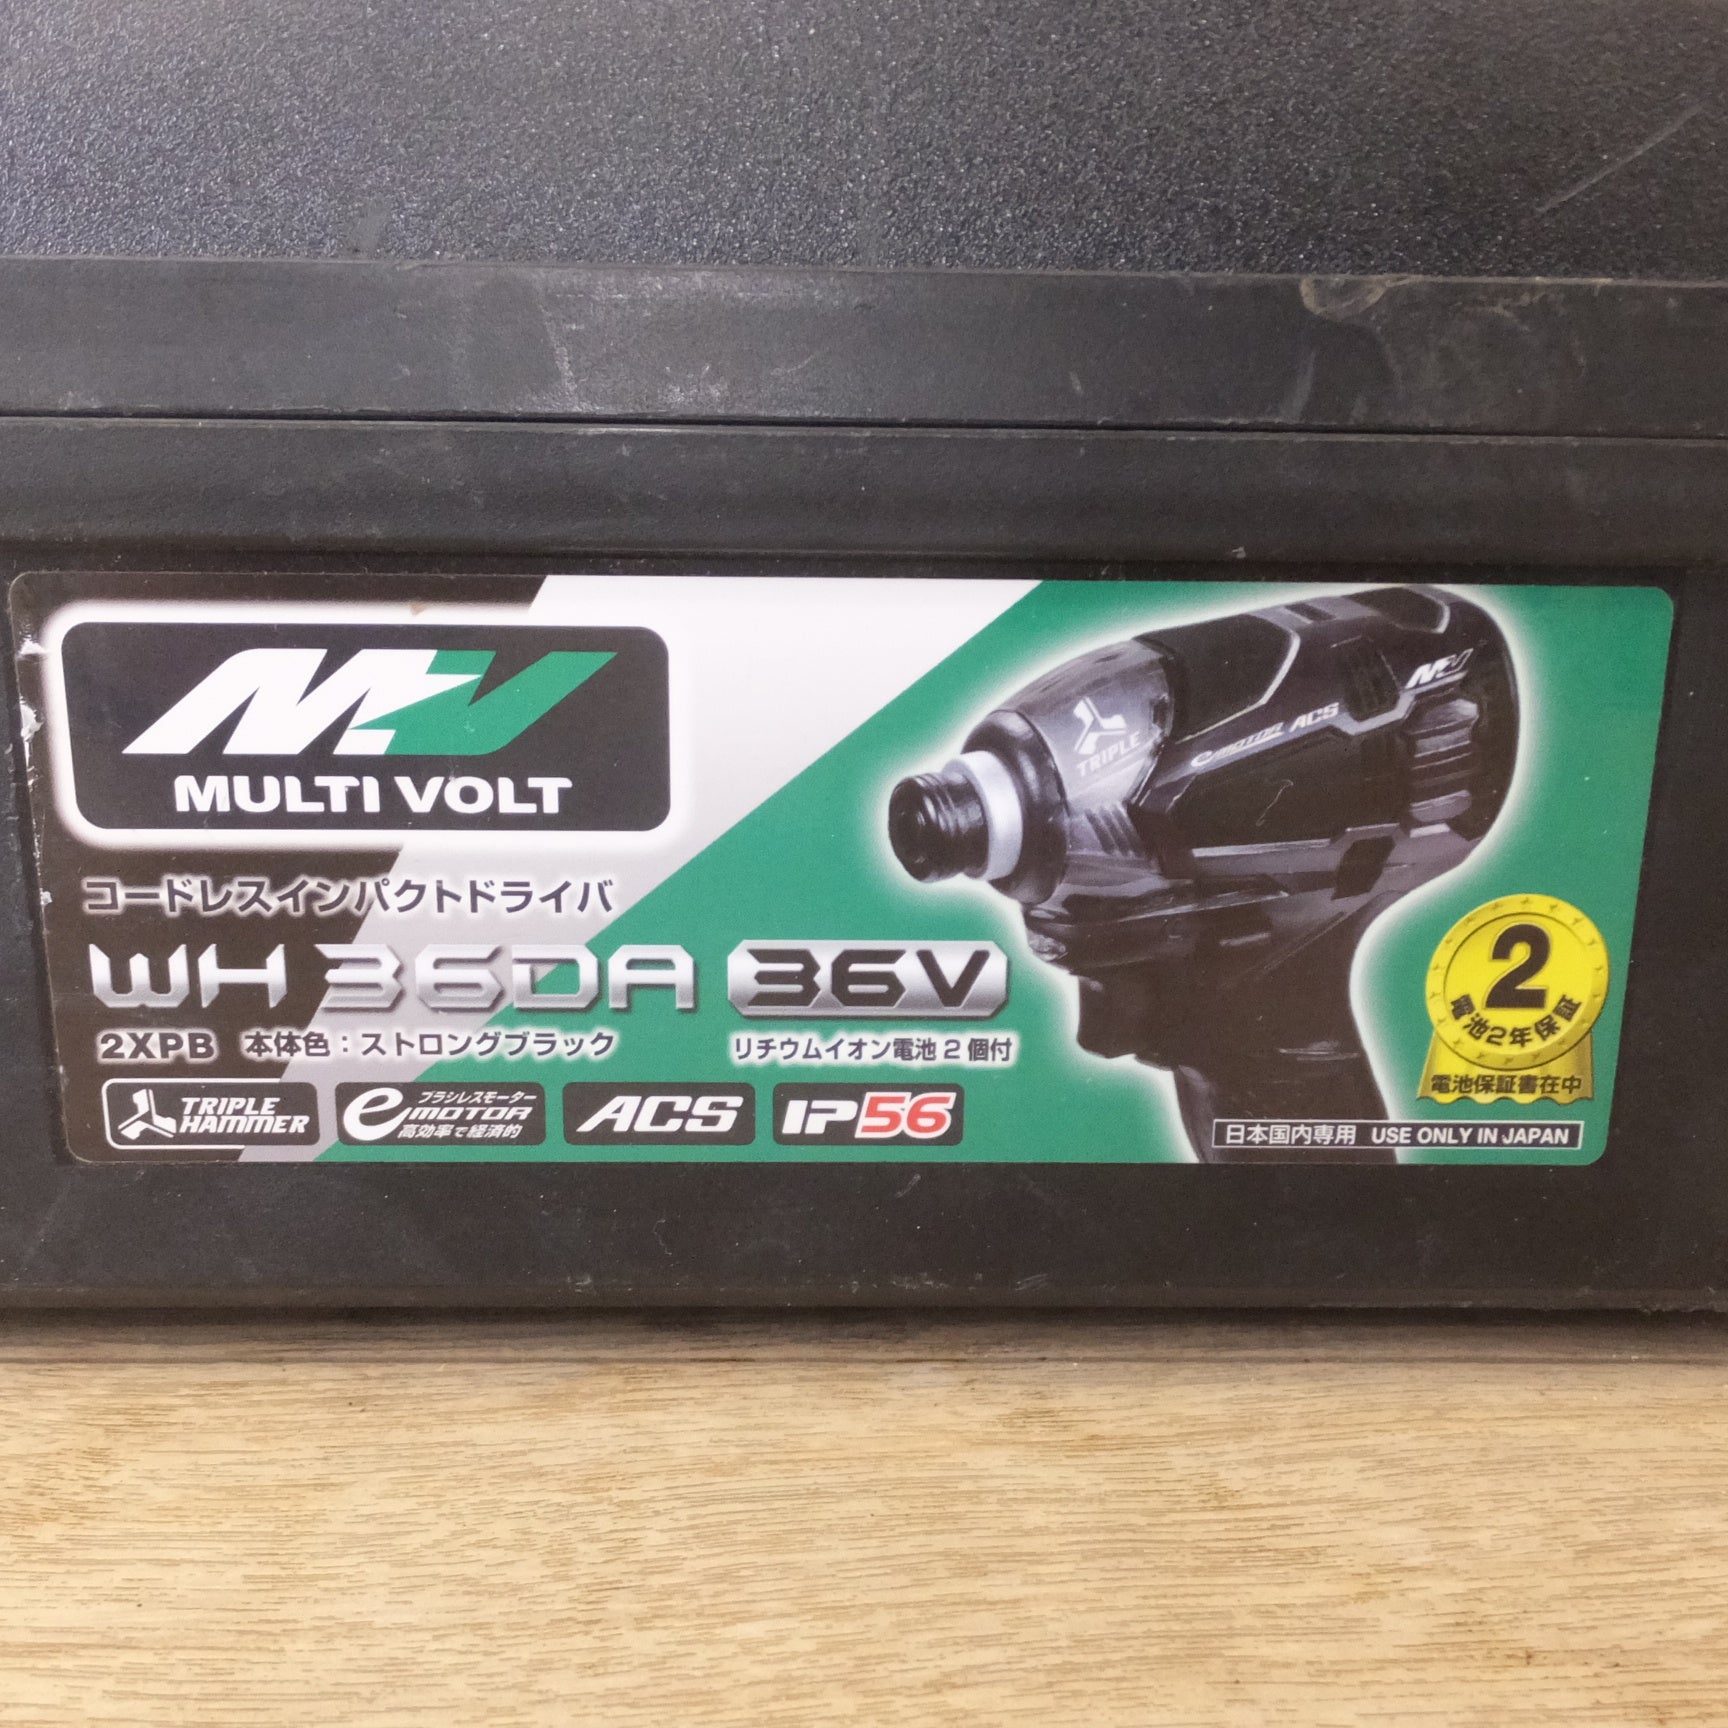 MV
MULTI VOLT
コードレスインパクトドライバ
WH 36DA 36V
2XPB 本体色：ストロングブラック リチウムイオン電池2個付
TRIPLE
HAMMER
ブラシレスモーター
e MOTOR
高効率で経済的
ACS
IP56
TRIPLE
e MOTOR ACS
MV
2
電池2年保証
電池保証書在中
日本国内専用 USE ONLY IN JAPAN